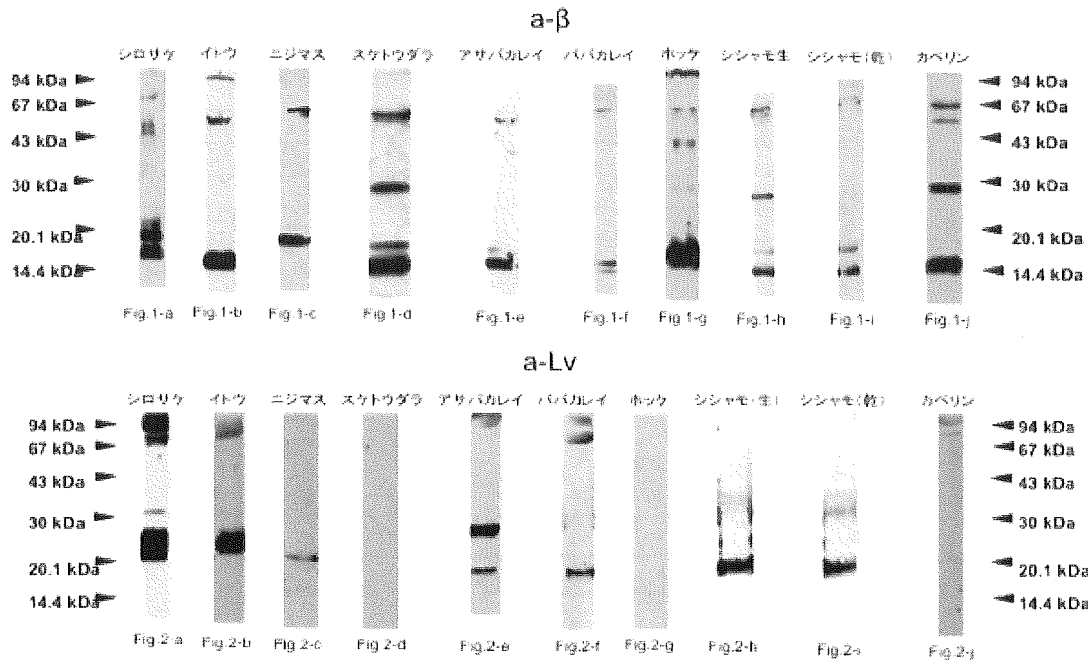 a-β
シロサケ イトウ ニジマス スケトウダラ アサバカレイ ババカレイ ホッケ シシャモ生 シシャモ(乾) カペリン
94 kDa 94 kDa
67 kDa 67 kDa
43 kDa 43 kDa
30 kDa 30 kDa
20.1 kDa 20.1 kDa
14.4 kDa 14.4 kDa
Fig.1-a Fig.1-b Fig.1-c Fig.1-d Fig.1-e Fig.1-f Fig.1-g Fig.1-h Fig.1-i Fig.1-j
a-Lv
シロサケ イトウ ニジマス スケトウダラ アサバカレイ ババカレイ ホッケ シシャモ(生) シシャモ(乾) カペリン
94 kDa 94 kDa
67 kDa 67 kDa
43 kDa 43 kDa
30 kDa 30 kDa
20.1 kDa 20.1 kDa
14.4 kDa 14.4 kDa
Fig.2-a Fig.2-b Fig.2-c Fig.2-d Fig.2-e Fig.2-f Fig.2-g Fig.2-h Fig.2-i Fig.2-j